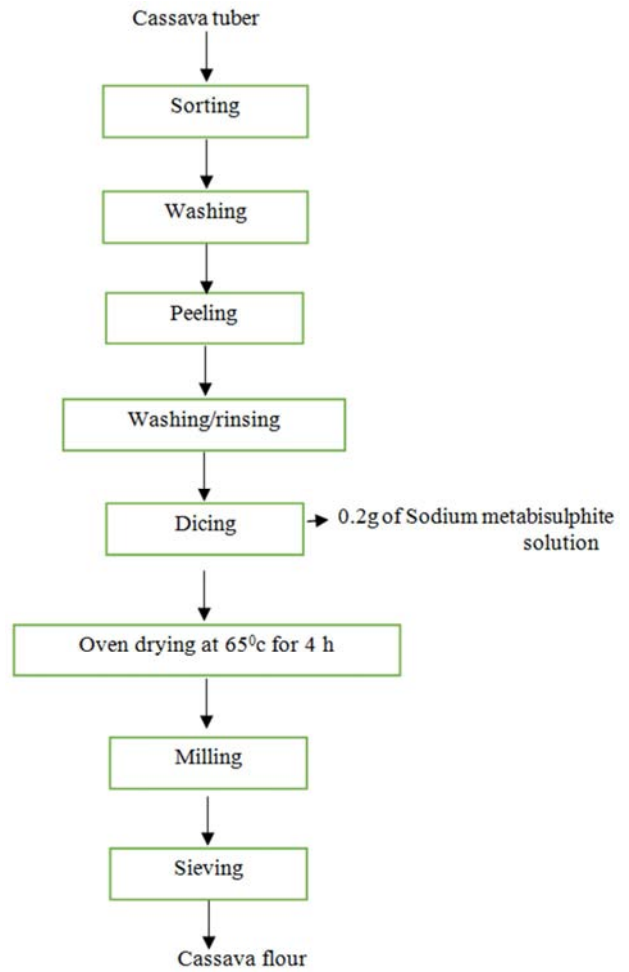 Cassava tuber
Sorting
Washing
Peeling
Washing/rinsing
Dicing
0.2g of Sodium metabisulphite
solution
Oven drying at 65⁰c for 4 h
Milling
Sieving
Cassava flour